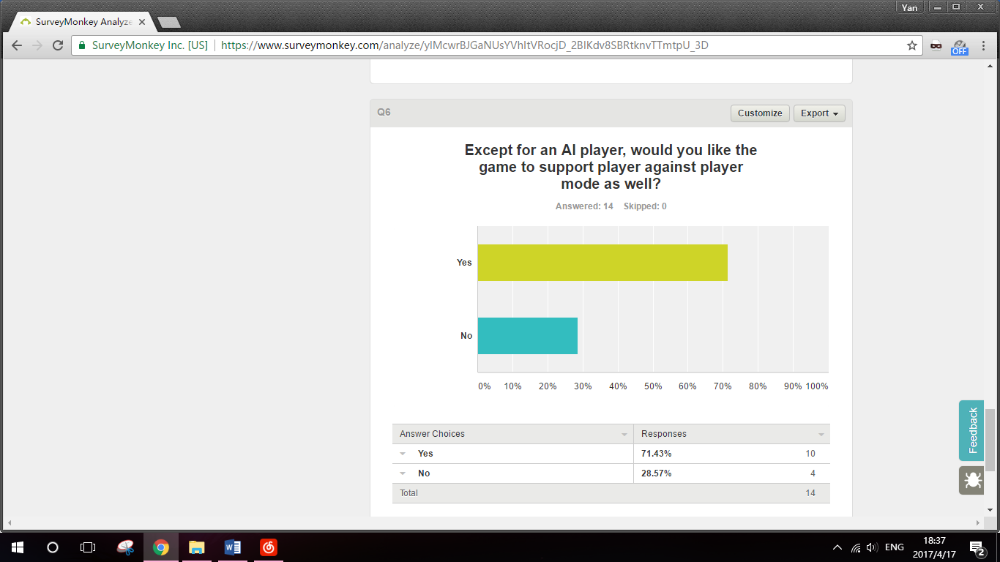 Yan
SurveyMonkey Analyze
SurveyMonkey Inc. [US] https://www.surveymonkey.com/analyze/yIMcwrBJGaNUsYVhItVRocjD_2BIKdv8SBRtknvTTmtpU_3D
OFF
Q6 Customize Export
Except for an AI player, would you like the
game to support player against player
mode as well?
Answered: 14 Skipped: 0
Yes
No
0% 10% 20% 30% 40% 50% 60% 70% 80% 90% 100%
Feedback
Answer Choices Responses
Yes 71.43% 10
No 28.57% 4
Total 14
ENG
18:37
2017/4/17
2